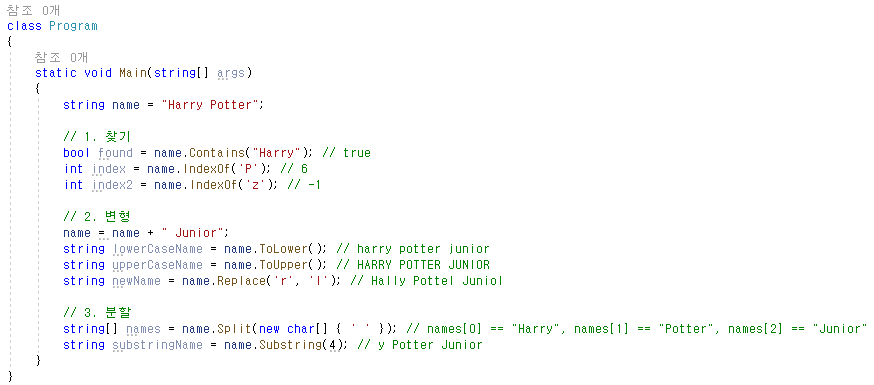 참조 0개
class Program
{
참조 0개
static void Main(string[] args)
{
string name = "Harry Potter";
// 1. 찾기
bool found = name.Contains("Harry"); // true
int index = name.IndexOf('P'); // 6
int index2 = name.IndexOf('z'); // -1
// 2. 변형
name = name + " Junior";
string lowerCaseName = name.ToLower(); // harry potter junior
string upperCaseName = name.ToUpper(); // HARRY POTTER JUNIOR
string newName = name.Replace('r', 'l'); // Hally Pottel Juniol
// 3. 분할
string[] names = name.Split(new char[] { ' ' }); // names[0] == "Harry", names[1] == "Potter", names[2] == "Junior"
string substringName = name.Substring(4); // y Potter Junior
}
}